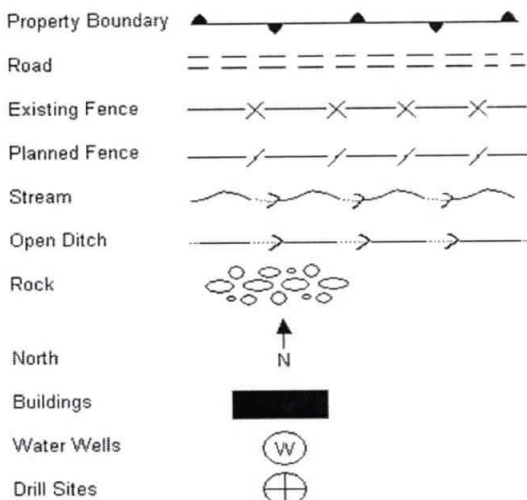 Property Boundary
Road
Existing Fence
Planned Fence
Stream
Open Ditch
Rock
North
N
Buildings
Water Wells
W
Drill Sites